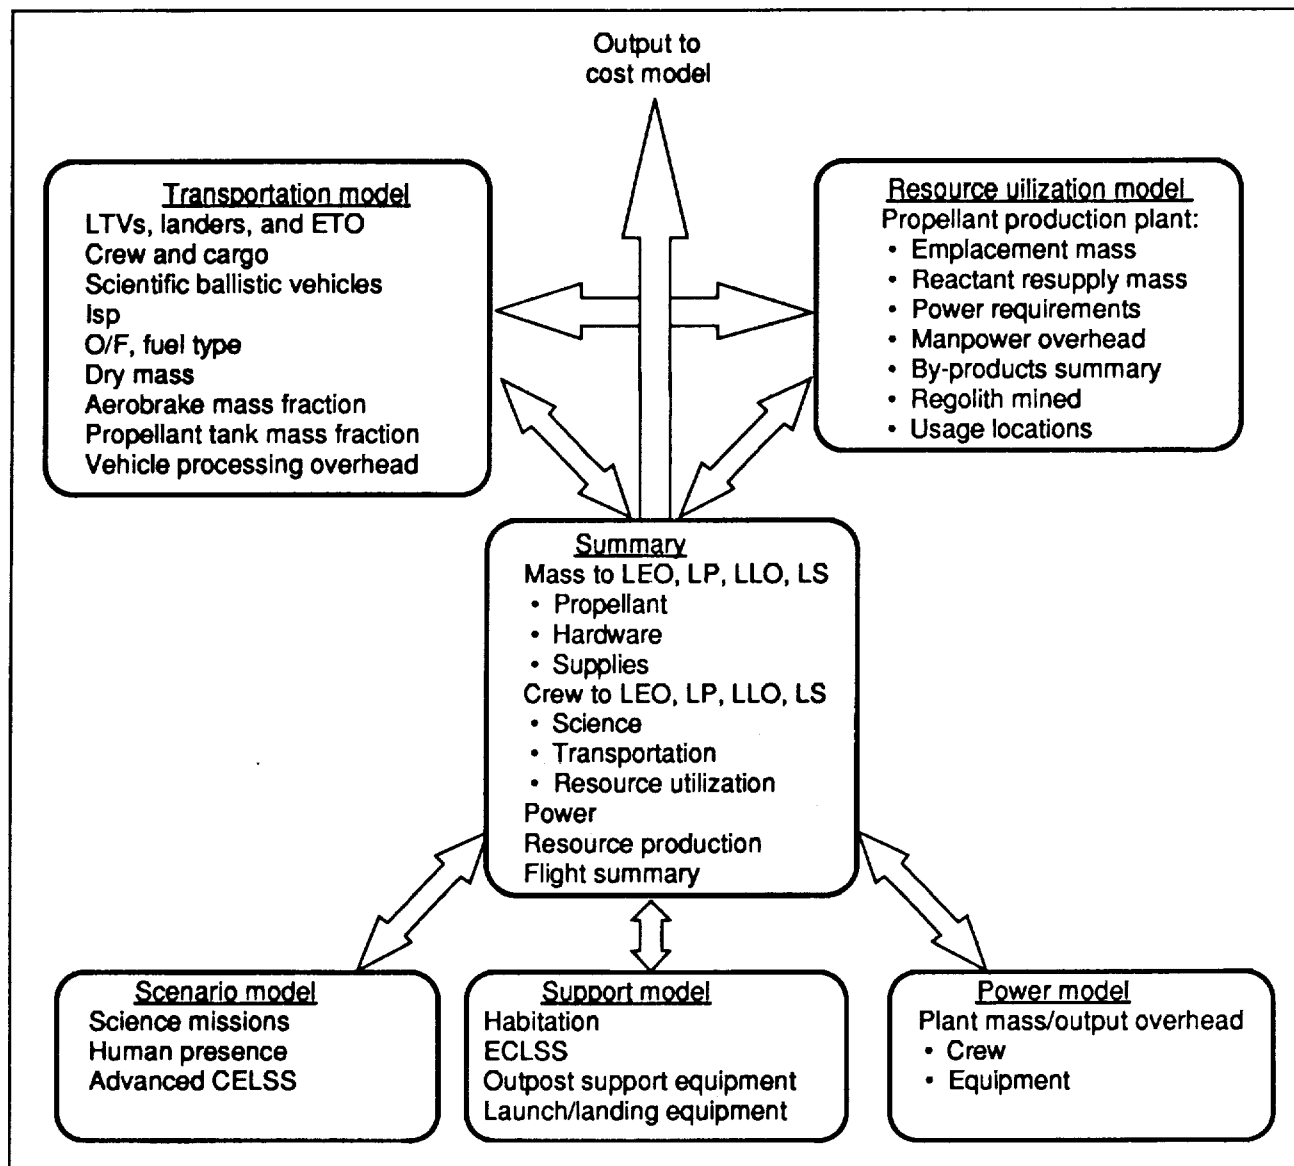 Output to
cost model
Transportation model
LTVs, landers, and ETO
Crew and cargo
Scientific ballistic vehicles
Isp
O/F, fuel type
Dry mass
Aerobrake mass fraction
Propellant tank mass fraction
Vehicle processing overhead
Resource uilization model
Propellant production plant:
• Emplacement mass
• Reactant resupply mass
• Power requirements
• Manpower overhead
• By-products summary
• Regolith mined
• Usage locations
Summary
Mass to LEO, LP, LLO, LS
• Propellant
• Hardware
• Supplies
Crew to LEO, LP, LLO, LS
• Science
• Transportation
• Resource utilization
Power
Resource production
Flight summary
Scenario model
Science missions
Human presence
Advanced CELSS
Support model
Habitation
ECLSS
Outpost support equipment
Launch/landing equipment
Power model
Plant mass/output overhead
• Crew
• Equipment